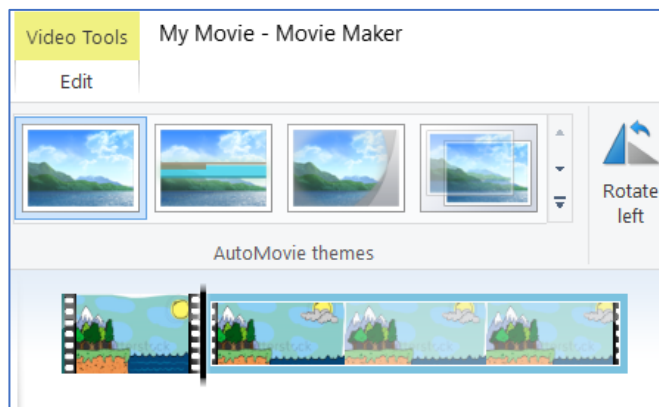 Video Tools
My Movie - Movie Maker
Edit
Rotate
left
AutoMovie themes